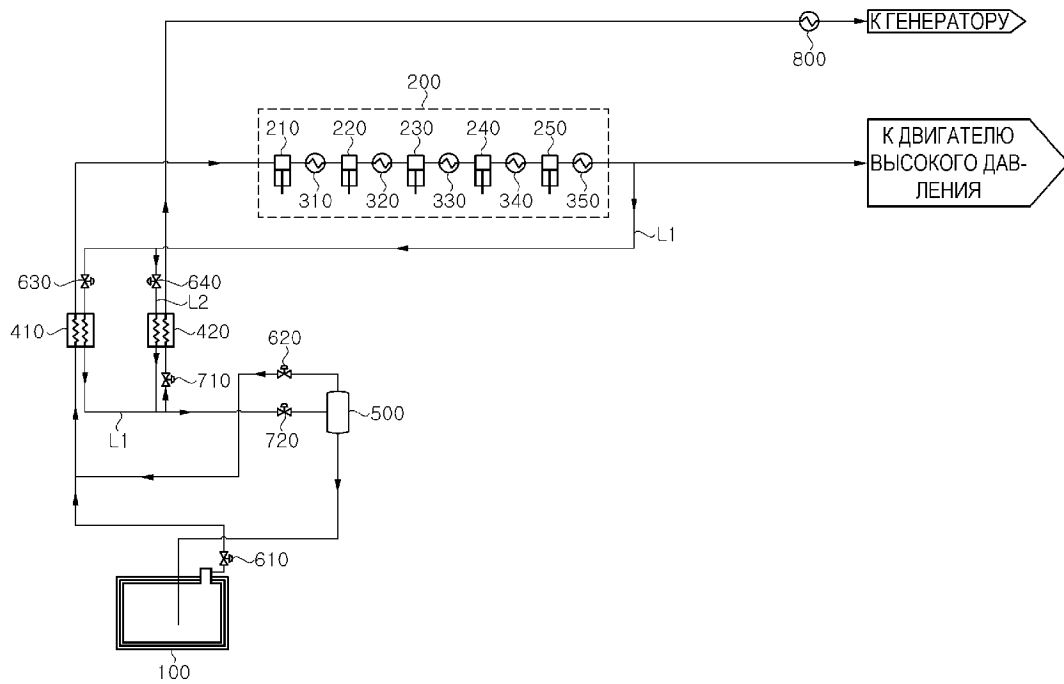 К ГЕНЕРАТОРУ
800
200
210 220 230 240 250
К ДВИГАТЕЛЮ
ВЫСОКОГО ДАВ-
ЛЕНИЯ
310 320 330 340 350
L1
630 640
L2
410 420
620
710
500
L1
720
610
100